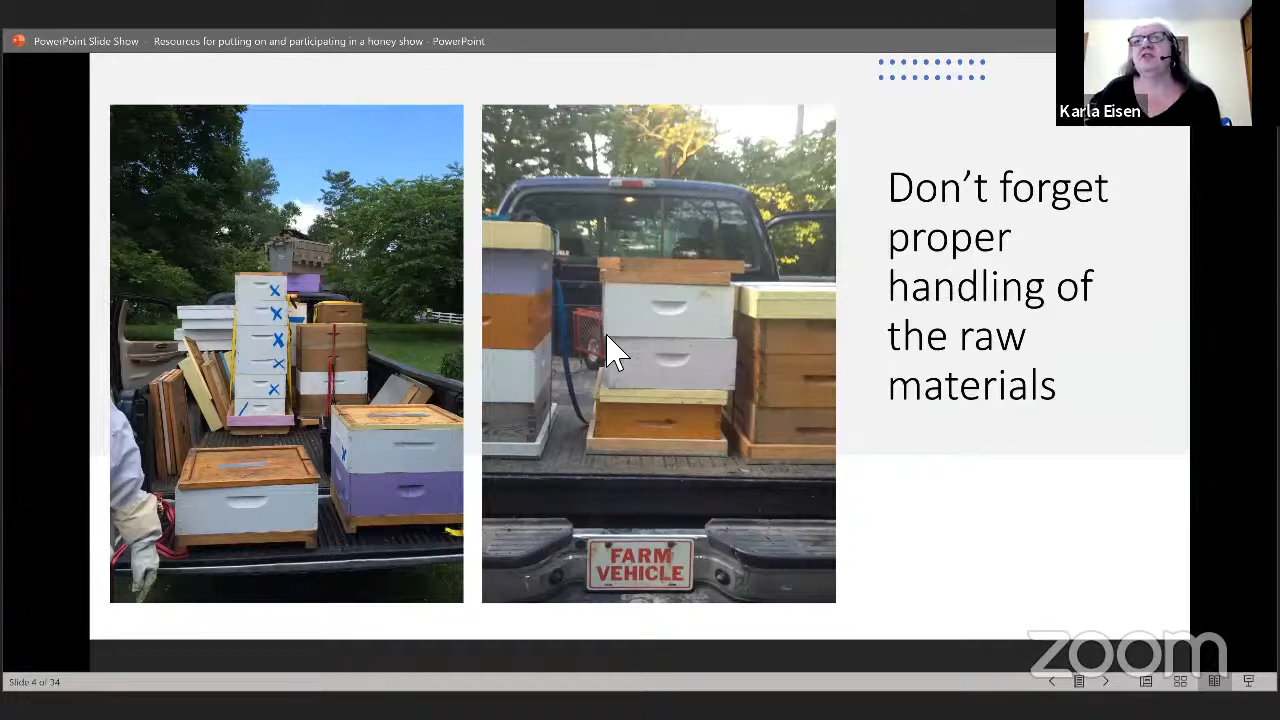 PowerPoint Slide Show - Resources for putting on and participating in a honey show - PowerPoint
Karla Eisen
Don't forget
proper
handling of
the raw
materials
FARM
VEHICLE
zoom
Slide 4 of 34